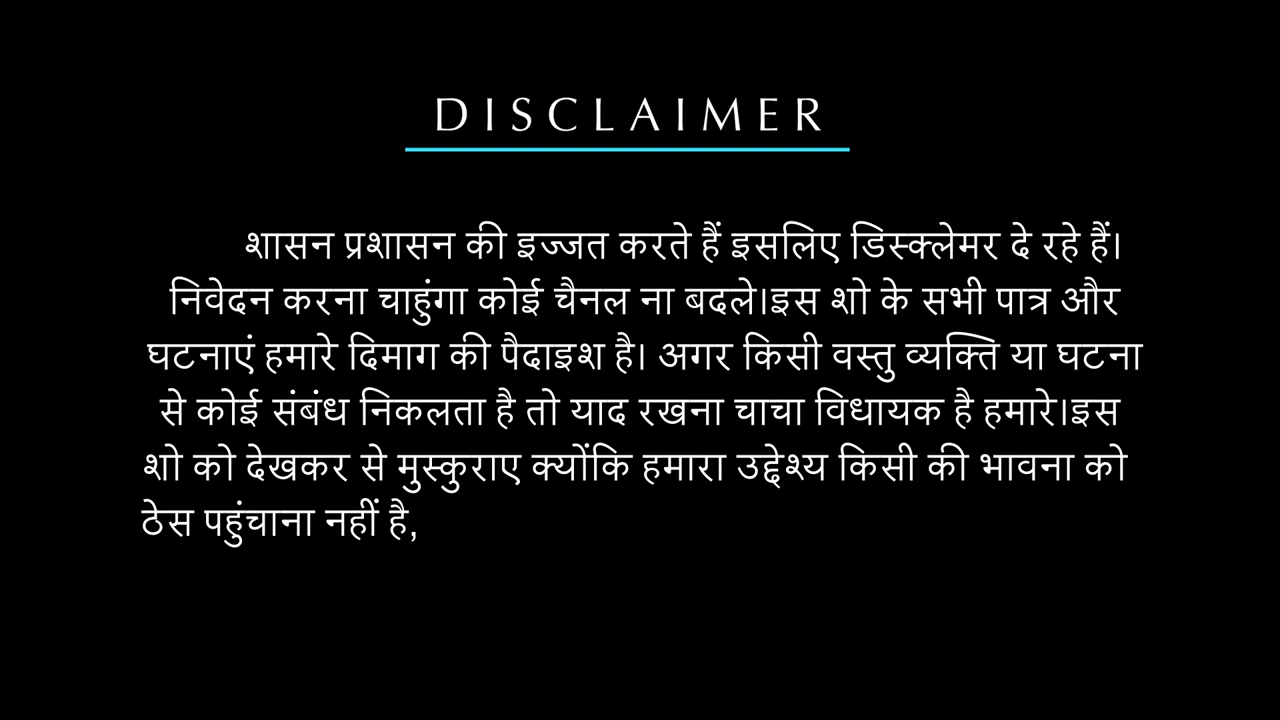 DISCLAIMER
शासन प्रशासन की इज्जत करते हैं इसलिए डिस्क्लेमर दे रहे हैं।
निवेदन करना चाहुंगा कोई चैनल ना बदले।इस शो के सभी पात्र और
घटनाएं हमारे दिमाग की पैदाइश है। अगर किसी वस्तु व्यक्ति या घटना
से कोई संबंध निकलता है तो याद रखना चाचा विधायक है हमारे।इस
शो को देखकर से मुस्कुराए क्योंकि हमारा उद्देश्य किसी की भावना को
ठेस पहुंचाना नहीं है,